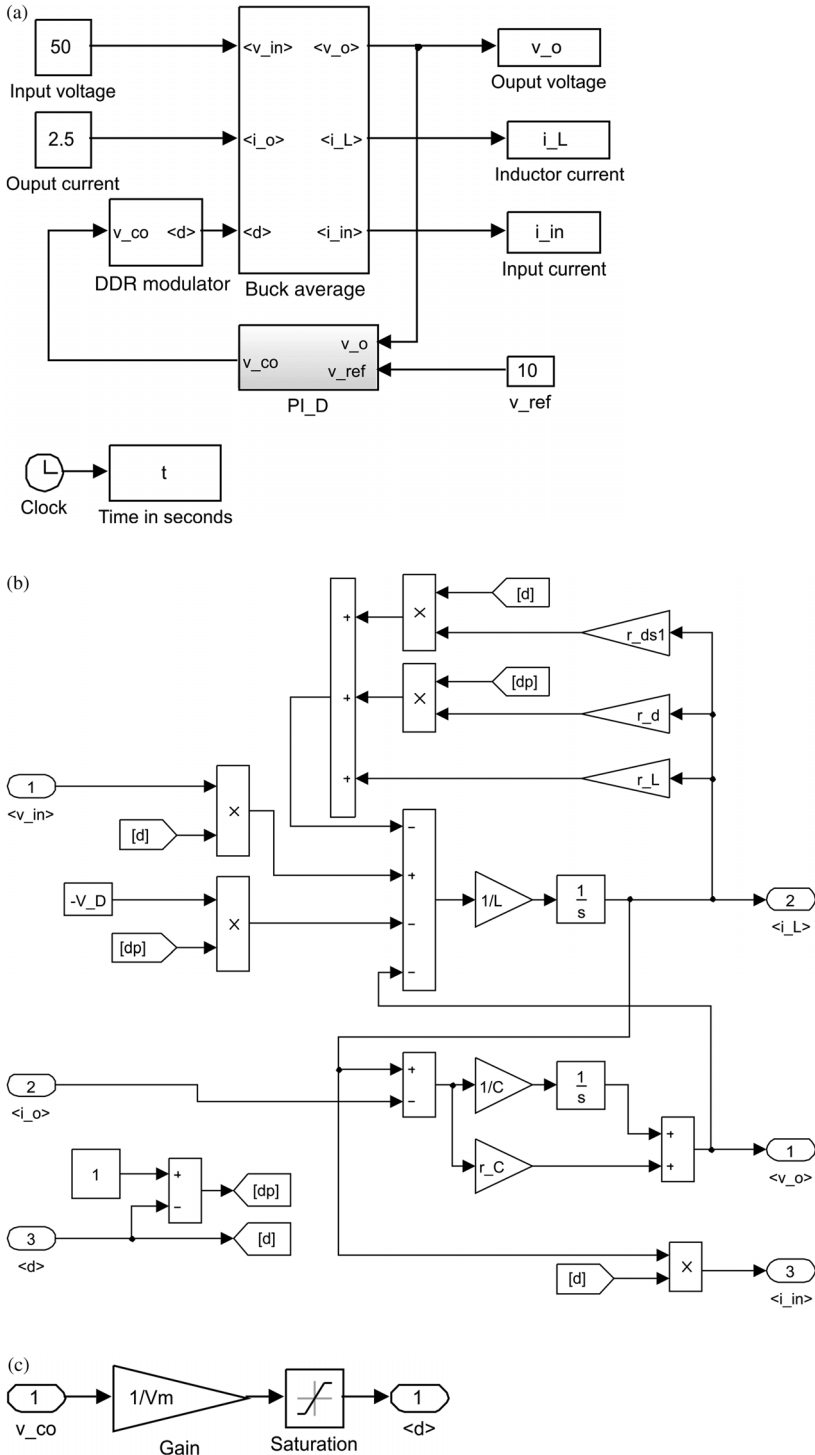 (a)
50
Input voltage
2.5
Ouput current
v_co <d>
DDR modulator
<v_in> <v_o>
<i_o> <i_L>
<d> <i_in>
Buck average
v_o
Ouput voltage
i_L
Inductor current
i_in
Input current
v_co
v_o
v_ref
PI_D
10
v_ref
Clock
t
Time in seconds
(b)
+
×
[d]
r_ds1
+
×
[dp]
r_d
+
r_L
1
<v_in>
[d]
×
-V_D
[dp]
×
−
+
−
−
1/L
1
s
2
<i_L>
2
<i_o>
+
−
1/C
1
s
r_C
+
+
1
<v_o>
1
+
−
[dp]
3
<d>
[d]
[d]
×
3
<i_in>
(c)
1
v_co
1/Vm
Gain
Saturation
1
<d>